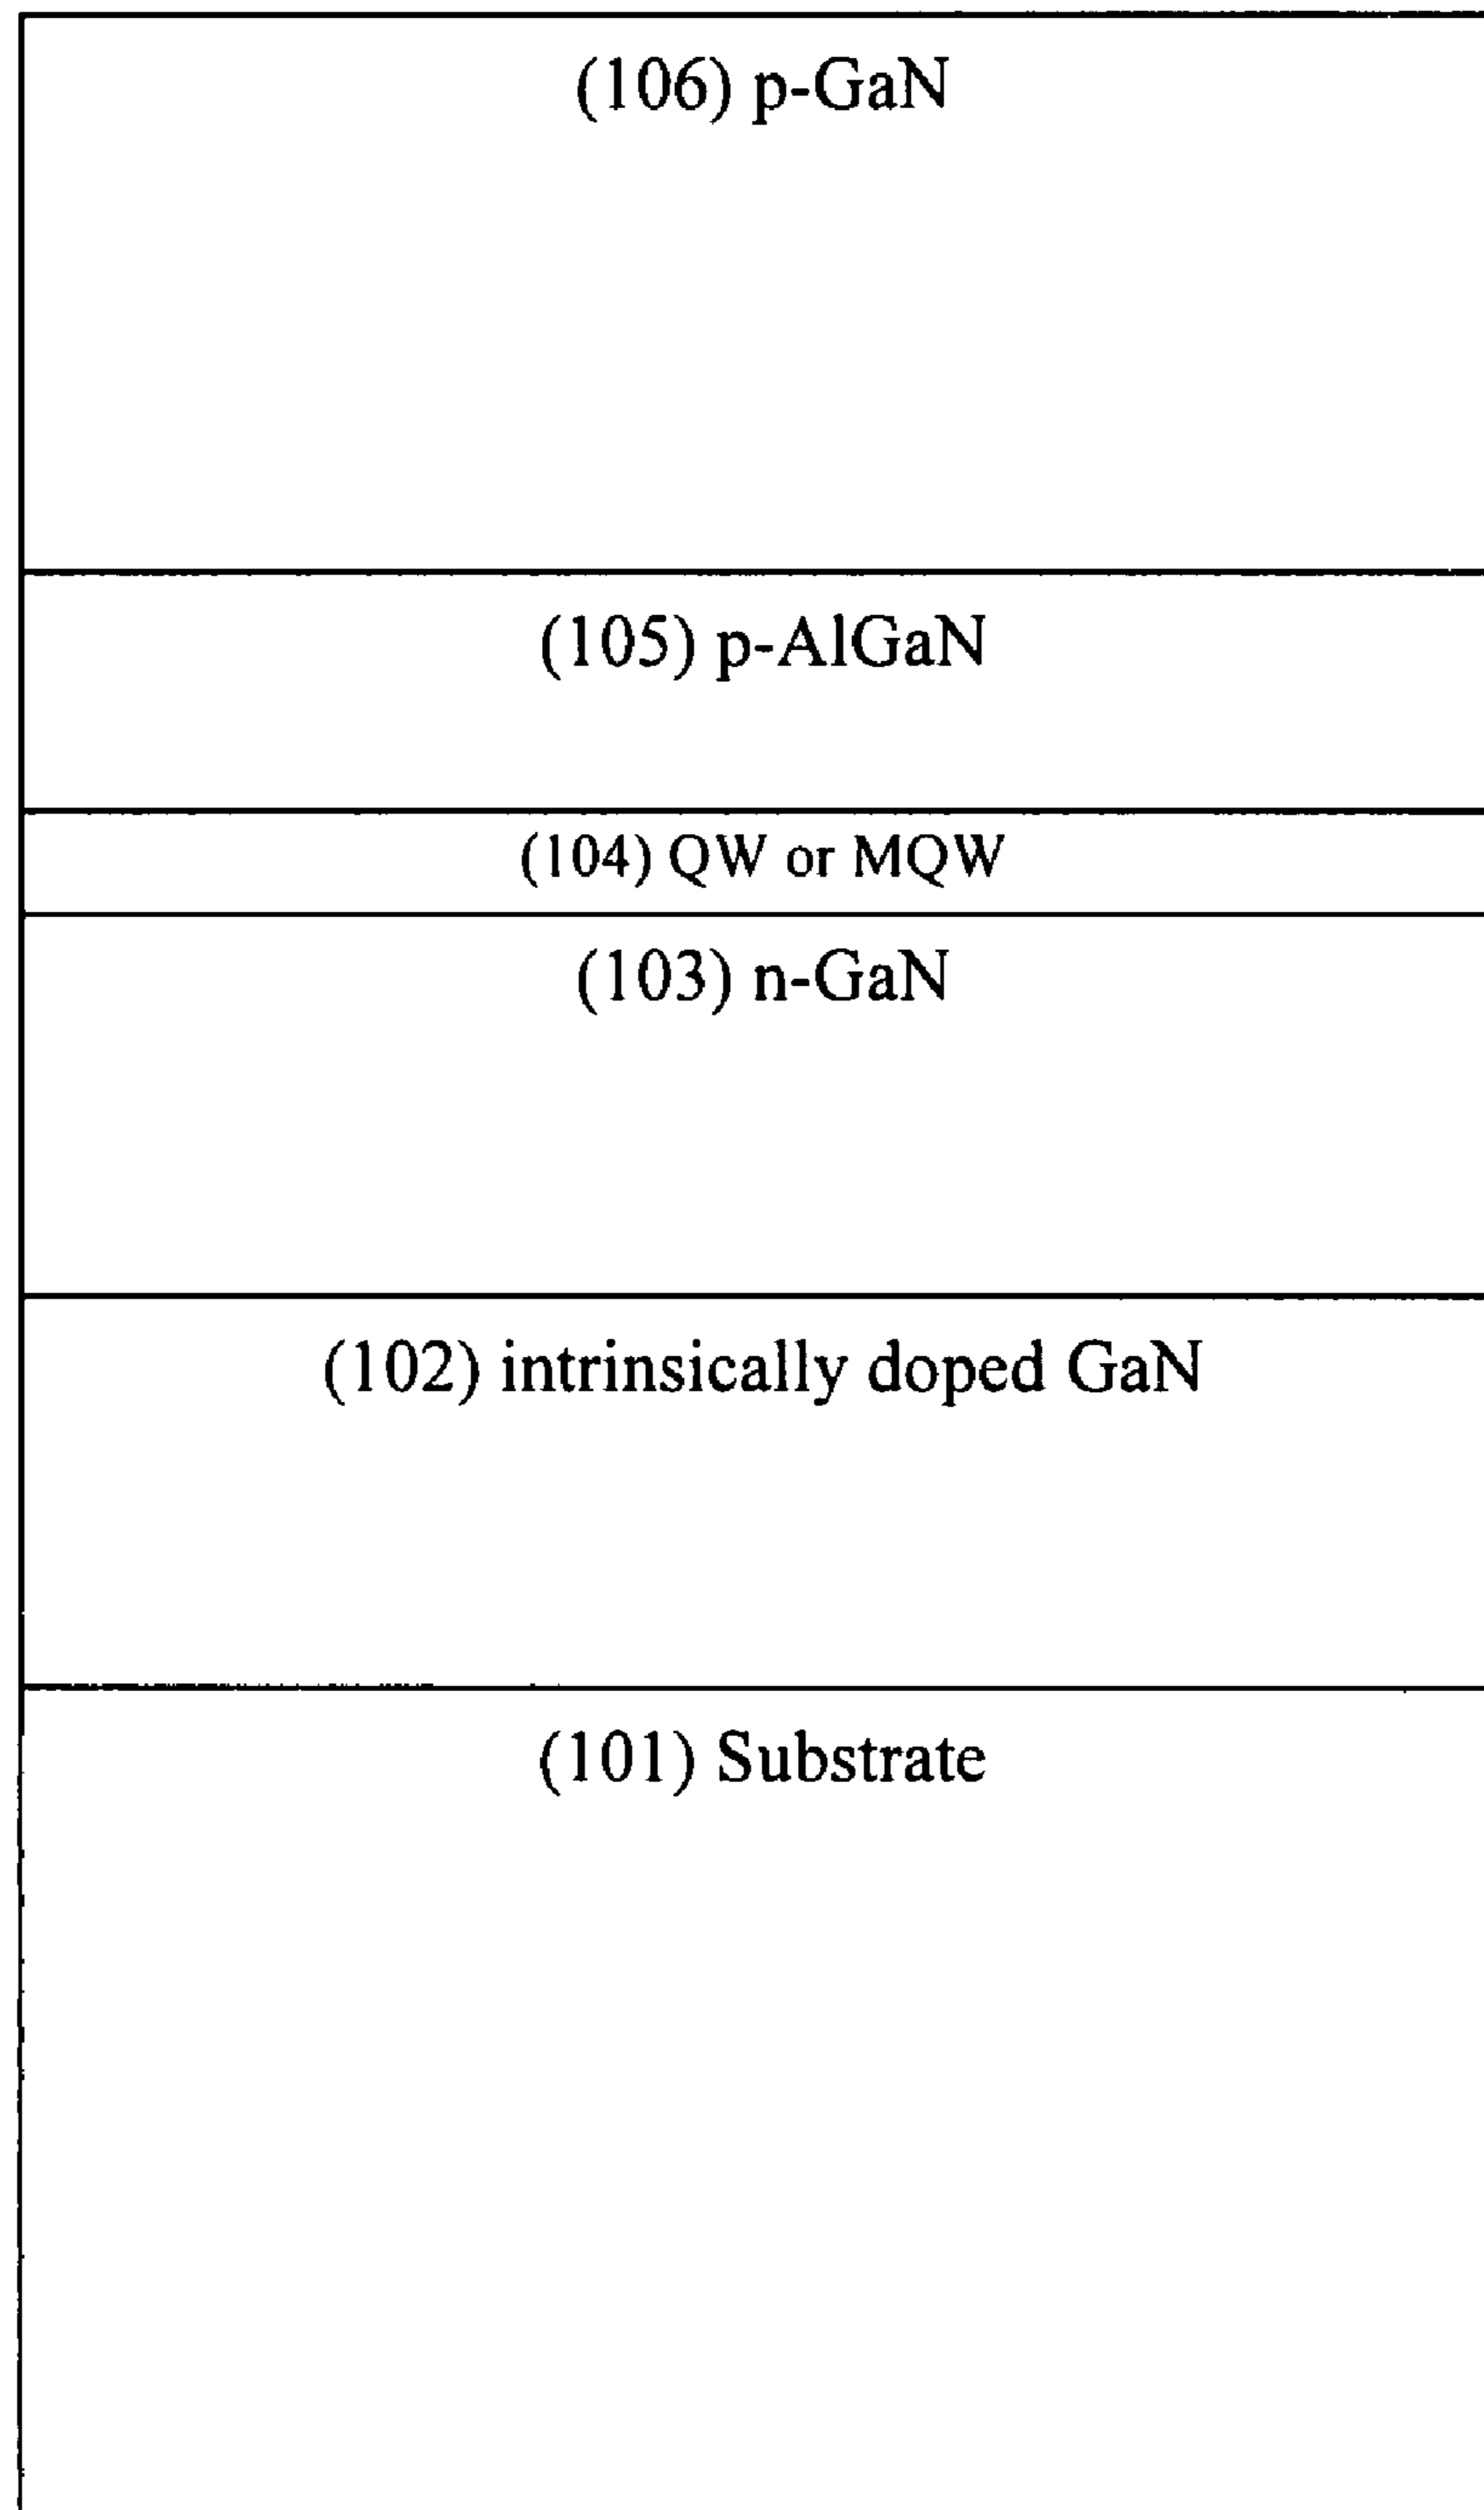 (106) p-GaN
(105) p-AlGaN
(104) QW or MQW
(103) n-GaN
(102) intrinsically doped GaN
(101) Substrate